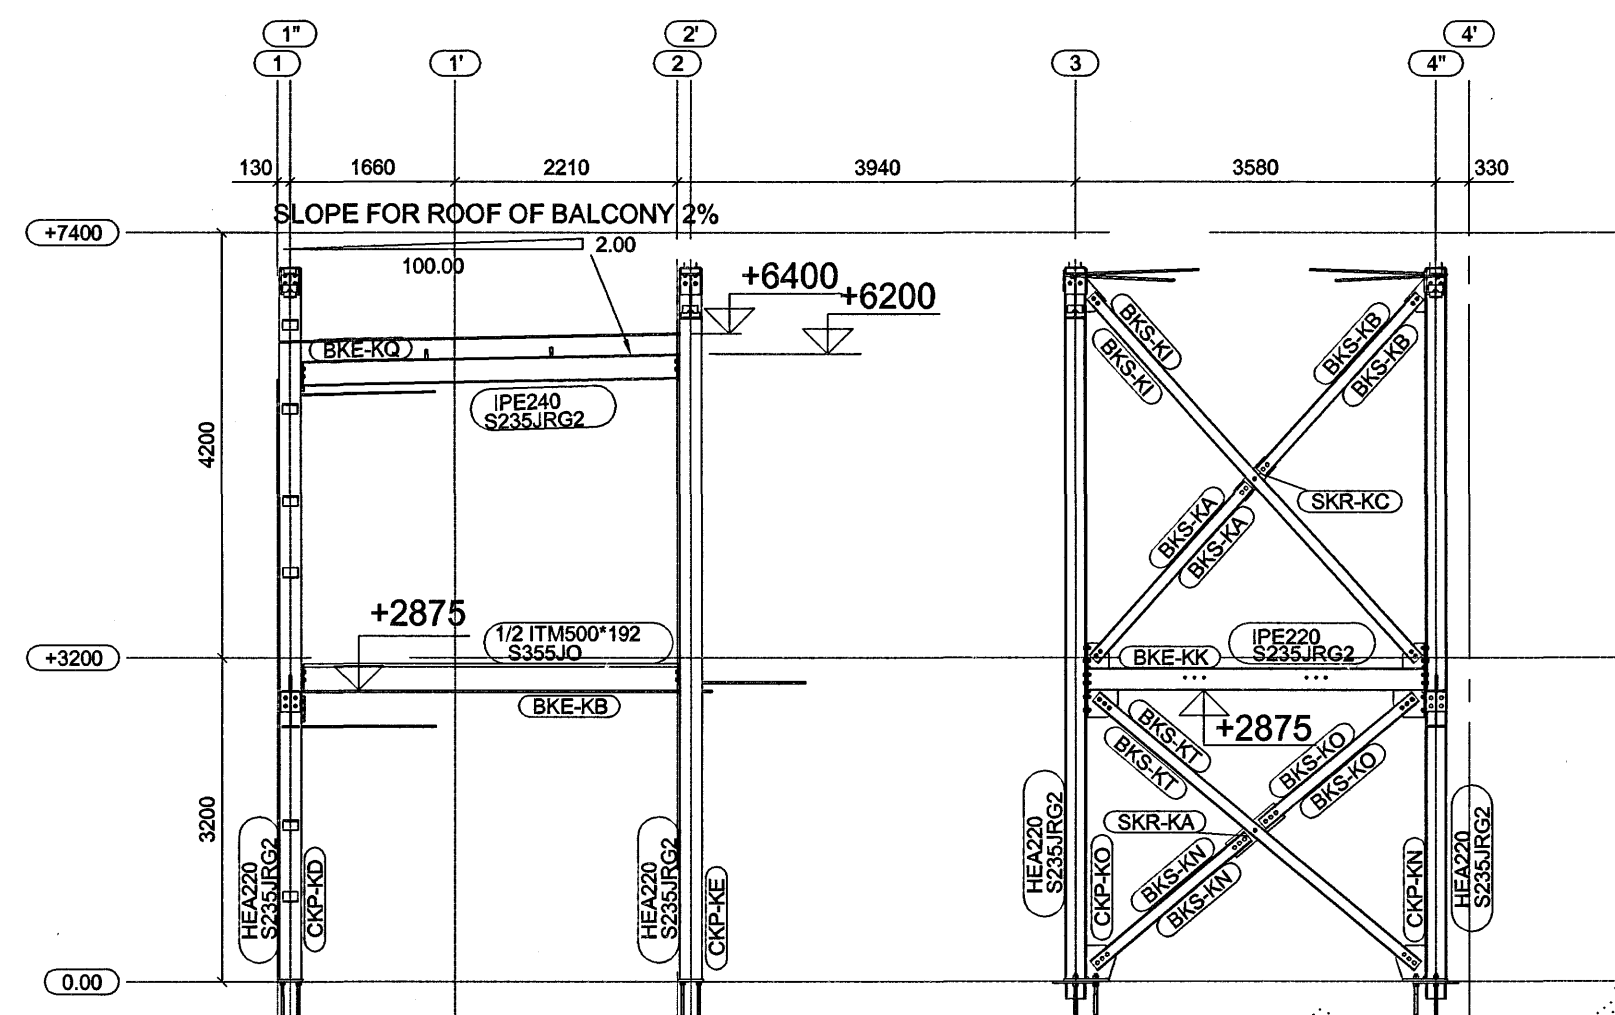 1" 2' 4'
1 1' 2 3 4"
130 1660 2210 3940 3580 330
SLOPE FOR ROOF OF BALCONY 2%
+7400
2.00
100.00
+6400
+6200
BKE-KQ
IPE240
S235JRG2
BKS-KI
BKS-KI
BKS-KB
BKS-KB
4200
SKR-KC
BKS-KA
BKS-KA
+2875
1/2 ITM500*192
S355JO
IPE220
S235JRG2
+3200
BKE-KK
BKE-KB
+2875
BKS-KT
BKS-KT
BKS-KO
BKS-KO
3200
SKR-KA
BKS-KN
BKS-KN
HEA220
S235JRG2
CKP-KD
HEA220
S235JRG2
CKP-KE
HEA220
S235JRG2
CKP-KO
CKP-KN
HEA220
S235JRG2
0.00